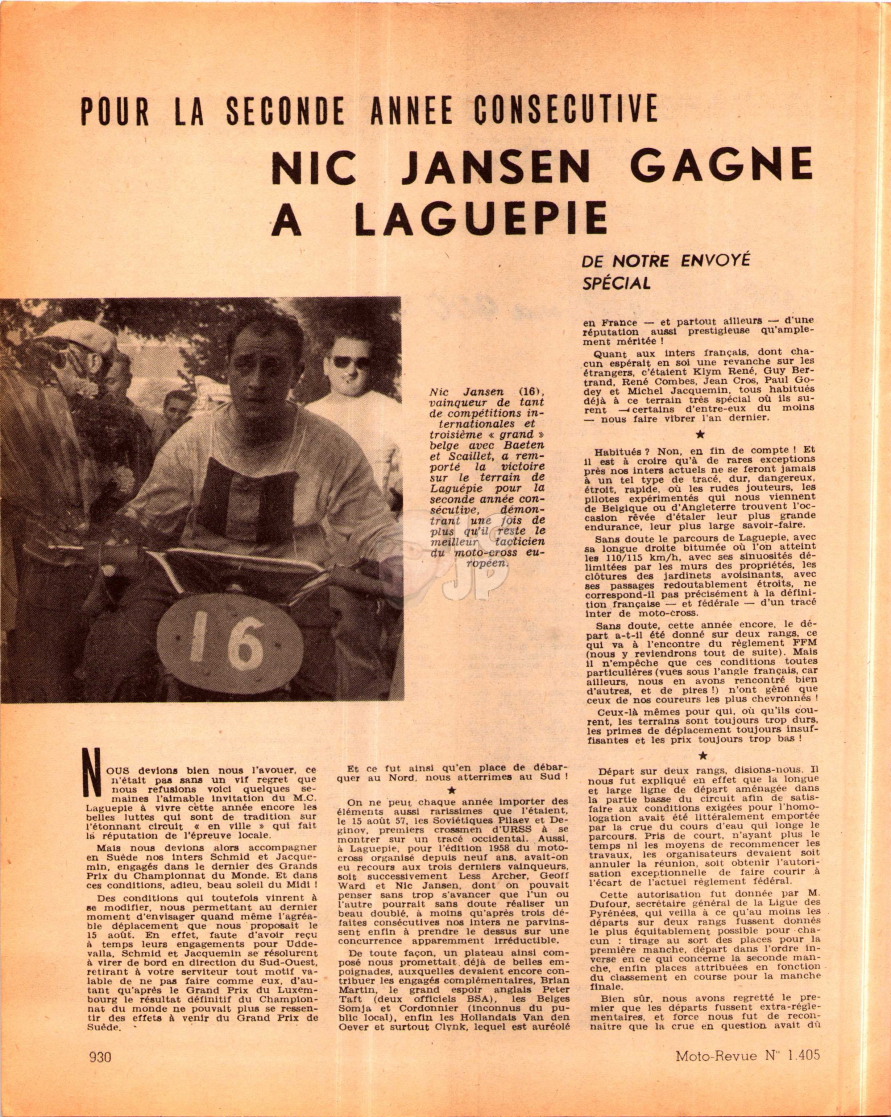 POUR LA SECONDE ANNEE CONSECUTIVE
NIC JANSEN GAGNE
A LAGUEPIE
DE NOTRE ENVOYÉ
SPÉCIAL
Nic Jansen (16),
vainqueur de tant
de compétitions in-
ternationales et
troisième « grand »
belge avec Baeten
et Scaillet, a rem-
porté la victoire
sur le terrain de
Laguépie pour la
seconde année con-
sécutive, démon-
trant une fois de
plus qu'il reste le
meilleur tacticien
du moto-cross eu-
ropéen.
JP
16
NOUS devions bien nous l'avouer, ce
n'était pas sans un vif regret que
nous refusions voici quelques se-
maines l'aimable invitation du M.C.
Laguepie à vivre cette année encore les
belles luttes qui sont de tradition sur
l'étonnant circuit « en ville » qui fait
la réputation de l'épreuve locale.
Mais nous devions alors accompagner
en Suède nos inters Schmid et Jacque-
min, engagés dans le dernier des Grands
Prix du Championnat du Monde. Et dans
ces conditions, adieu, beau soleil du Midi !
Des conditions qui toutefois vinrent à
se modifier, nous permettant au dernier
moment d'envisager quand même l'agréa-
ble déplacement que nous proposait le
15 août. En effet, faute d'avoir reçu
à temps leurs engagements pour Udde-
valla, Schmid et Jacquemin se résolurent
à virer de bord en direction du Sud-Ouest,
retirant à votre serviteur tout motif va-
lable de ne pas faire comme eux, d'au-
tant qu'après le Grand Prix du Luxem-
bourg le résultat définitif du Champion-
nat du monde ne pouvait plus se ressen-
tir des effets à venir du Grand Prix de
Suède.
Et ce fut ainsi qu'en place de débar-
quer au Nord, nous atterrimes au Sud !
★
On ne peut chaque année importer des
éléments aussi rarissimes que l'étaient,
le 15 août 57, les Soviétiques Pilaev et De-
ginov, premiers crossmen d'URSS à se
montrer sur un tracé occidental. Aussi,
à Laguepie, pour l'édition 1958 du moto-
cross organisé depuis neuf ans, avait-on
eu recours aux trois derniers vainqueurs,
soit successivement Less Archer, Geoff
Ward et Nic Jansen, dont on pouvait
penser sans trop s'avancer que l'un ou
l'autre pourrait sans doute réaliser un
beau doublé, à moins qu'après trois dé-
faites consécutives nos inters ne parvins-
sent enfin à prendre le dessus sur une
concurrence apparemment irréductible.
De toute façon, un plateau ainsi com-
posé nous promettait déjà de belles em-
poignades, auxquelles devaient encore con-
tribuer les engagés complémentaires, Brian
Martin, le grand espoir anglais Peter
Taft (deux officiels BSA), les Belges
Somja et Cordonnier (inconnus du pu-
blic local), enfin les Hollandais Van den
Oever et surtout Clynk, lequel est auréolé
en France — et partout ailleurs — d'une
réputation aussi prestigieuse qu'ample-
ment méritée !
Quant aux inters français, dont cha-
cun espérait en soi une revanche sur les
étrangers, c'étaient Klym René, Guy Ber-
trand, René Combes, Jean Cros, Paul Go-
dey et Michel Jacquemin, tous habitués
déjà à ce terrain très spécial où ils su-
rent — certains d'entre-eux du moins
— nous faire vibrer l'an dernier.
★
Habitués ? Non, en fin de compte ! Et
il est à croire qu'à de rares exceptions
près nos inters actuels ne se feront jamais
à un tel type de tracé, dur, dangereux,
étroit, rapide, où les rudes jouteurs, les
pilotes expérimentés qui nous viennent
de Belgique ou d'Angleterre trouvent l'oc-
casion rêvée d'étaler leur plus grande
endurance, leur plus large savoir-faire.
Sans doute le parcours de Laguepie, avec
sa longue droite bitumée où l'on atteint
les 110/115 km/h, avec ses sinuosités dé-
limitées par les murs des propriétés, les
clôtures des jardinets avoisinants, avec
ses passages redoutablement étroits, ne
correspond-il pas précisément à la défini-
tion française — et fédérale — d'un tracé
inter de moto-cross.
Sans doute, cette année encore, le dé-
part a-t-il été donné sur deux rangs, ce
qui va à l'encontre du règlement FFM
(nous y reviendrons tout de suite). Mais
il n'empêche que ces conditions toutes
particulières (vues sous l'angle français, car
ailleurs, nous en avons rencontré bien
d'autres, et de pires !) n'ont gêné que
ceux de nos coureurs les plus chevronnés !
Ceux-là mêmes pour qui, où qu'ils cou-
rent, les terrains sont toujours trop durs,
les primes de déplacement toujours insuf-
fisantes et les prix toujours trop bas !
★
Départ sur deux rangs, disions-nous. Il
nous fut expliqué en effet que la longue
et large ligne de départ aménagée dans
la partie basse du circuit afin de satis-
faire aux conditions exigées pour l'homo-
logation avait été littéralement emportée
par la crue du cours d'eau qui longe le
parcours. Pris de court, n'ayant plus le
temps ni les moyens de recommencer les
travaux, les organisateurs devaient soit
annuler la réunion, soit obtenir l'autori-
sation exceptionnelle de faire courir à
l'écart de l'actuel règlement fédéral.
Cette autorisation fut donnée par M.
Dufour, secrétaire général de la Ligue des
Pyrénées, qui veilla à ce qu'au moins les
départs sur deux rangs fussent donnés
le plus équitablement possible pour cha-
cun : tirage au sort des places pour la
première manche, départ dans l'ordre in-
verse en ce qui concerne la seconde man-
che, enfin places attribuées en fonction
du classement en course pour la manche
finale.
Bien sûr, nous avons regretté le pre-
mier que les départs fussent extra-régle-
mentaires, et force nous fut de recon-
naître que la crue en question avait dû
930
Moto-Revue N° 1.405